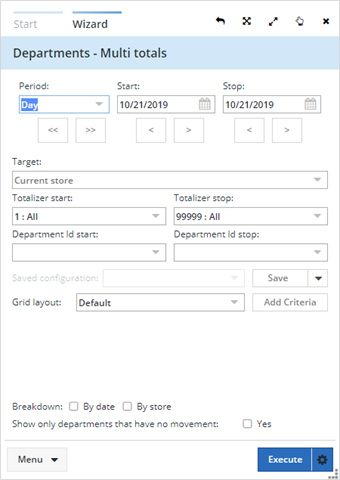 Start Wizard
Departments - Multi totals
Period: Start: Stop:
Day 10/21/2019 10/21/2019
<< >> < > < >
Target:
Current store
Totalizer start: Totalizer stop:
1 : All 99999 : All
Department Id start: Department Id stop:
Saved configuration: Save
Grid layout: Default Add Criteria
Breakdown: By date By store
Show only departments that have no movement: Yes
Menu Execute